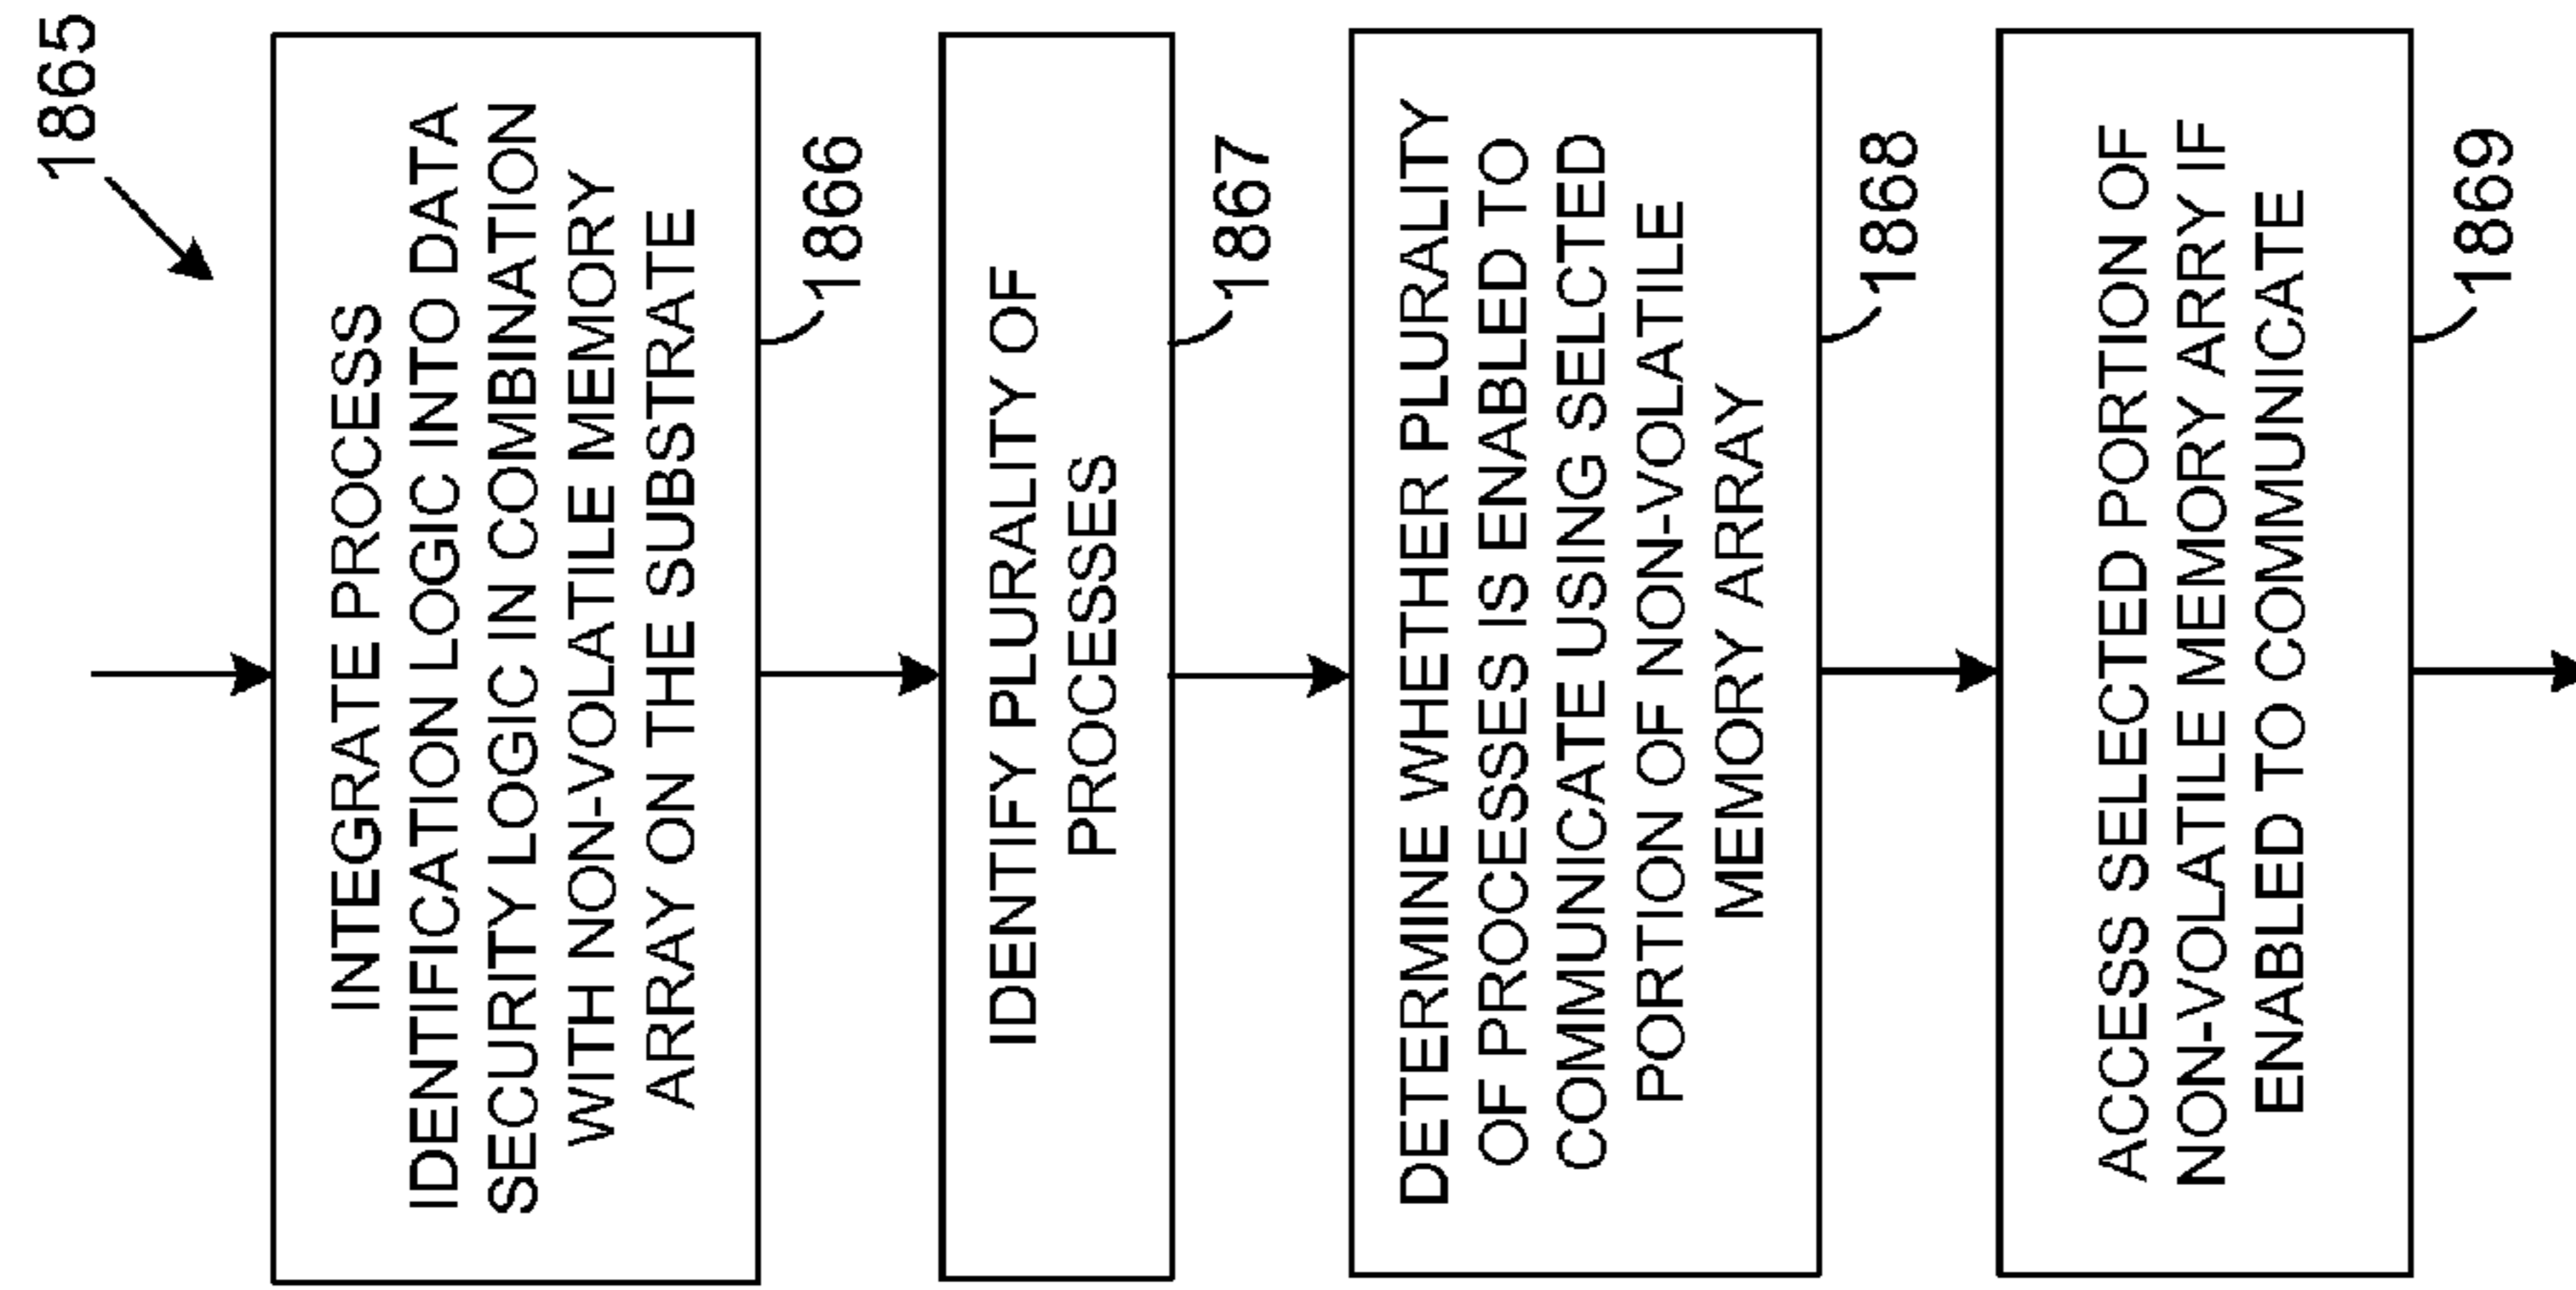 1865
INTEGRATE PROCESS
IDENTIFICATION LOGIC INTO DATA
SECURITY LOGIC IN COMBINATION
WITH NON-VOLATILE MEMORY
ARRAY ON THE SUBSTRATE
1866
IDENTIFY PLURALITY OF
PROCESSES
1867
DETERMINE WHETHER PLURALITY
OF PROCESSES IS ENABLED TO
COMMUNICATE USING SELCTED
PORTION OF NON-VOLATILE
MEMORY ARRAY
1868
ACCESS SELECTED PORTION OF
NON-VOLATILE MEMORY ARRY IF
ENABLED TO COMMUNICATE
1869